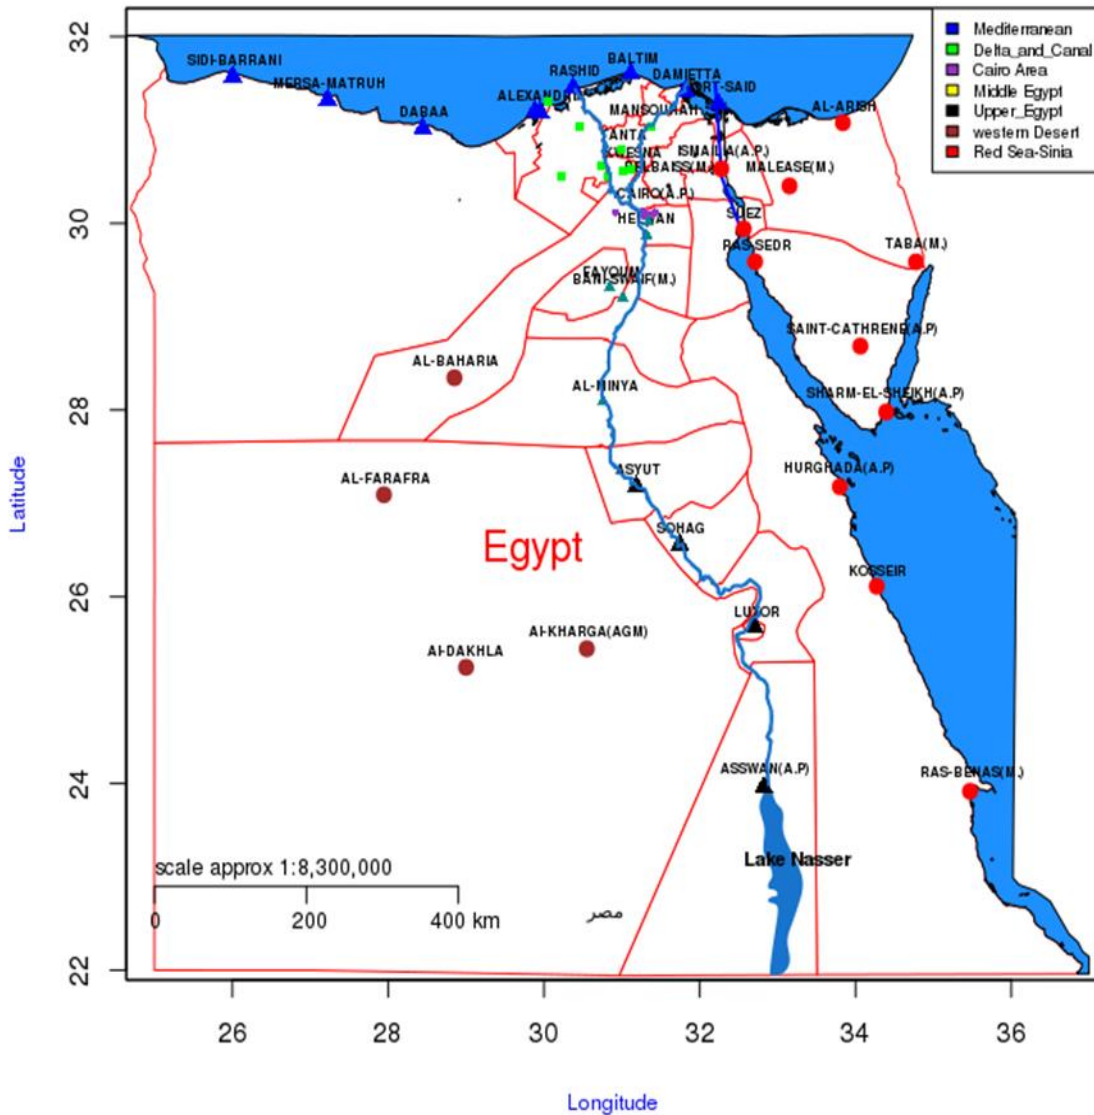 32
30
28
26
24
22
Latitude
Mediterranean
Delta_and_Canal
Cairo Area
Middle Egypt
Upper_Egypt
western Desert
Red Sea-Sinia
SIDI-BARRANI
BALTIM
RASHID
DAMIETTA
MERSA-MATRUH
ORT-SAID
ALEXANDRI
DABAA
MANSOURAH
AL-ARISH
ANTA
ISMAILIA(A.P.)
MALEASE(M.)
CAIRO(A.P.)
SUEZ
HELWAN
RAS-SEDR
TABA(M.)
FAYOUM
BANI-SWAIF(M.)
SAINT-CATHRENE(A.P)
AL-BAHARIA
AL-MINYA
SHARM-EL-SHEIKH(A.P)
AL-FARAFRA
ASYUT
HURGHADA(A.P)
Egypt
SOHAG
KOSSEIR
LUXOR
Al-KHARGA(AGM)
Al-DAKHLA
ASSWAN(A.P)
RAS-BENAS(M.)
Lake Nasser
scale approx 1:8,300,000
0 200 400 km
مصر
26 28 30 32 34 36
Longitude